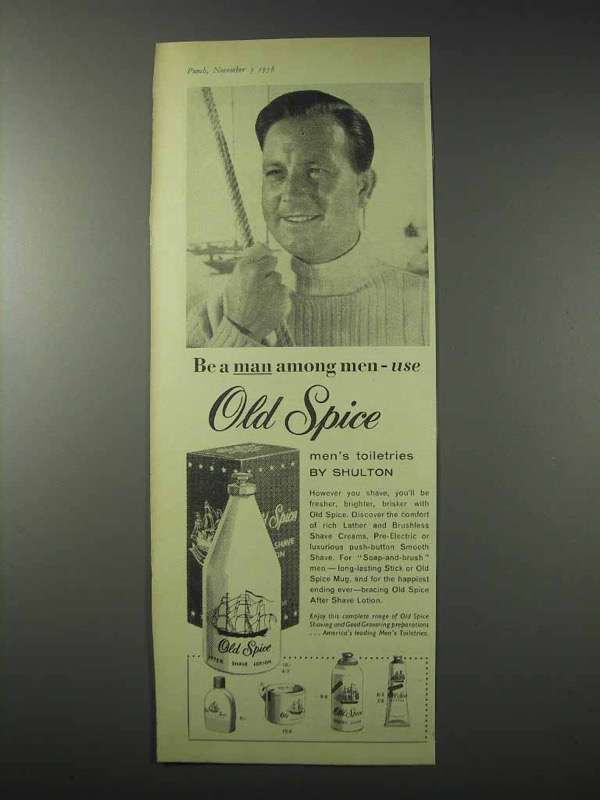 Punch, November 5 1958
Be a man among men - use
Old Spice
men's toiletries
BY SHULTON
However you shave, you'll be
fresher, brighter, brisker with
Old Spice. Discover the comfort
of rich Lather and Brushless
Shave Creams, Pre-Electric or
luxurious push-button Smooth
Shave. For "Soap-and-brush"
men—long-lasting Stick or Old
Spice Mug, and for the happiest
ending ever—bracing Old Spice
After Shave Lotion.
Enjoy this complete range of Old Spice
Shaving and Good Grooming preparations
. . . America's leading Men's Toiletries.
Spice
SHAVE
Old Spice
AFTER SHAVE LOTION
Old Spice